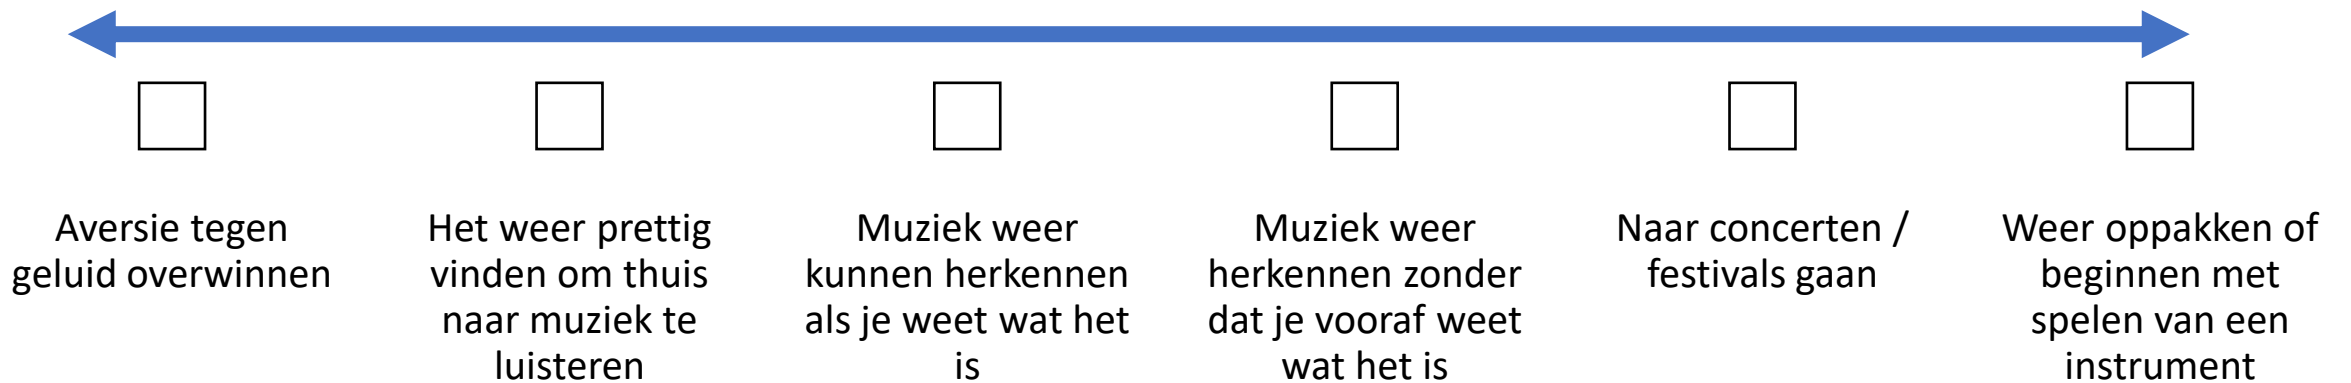 Aversie tegen
geluid overwinnen
Het weer prettig
vinden om thuis
naar muziek te
luisteren
Muziek weer
kunnen herkennen
als je weet wat het
is
Muziek weer
herkennen zonder
dat je vooraf weet
wat het is
Naar concerten /
festivals gaan
Weer oppakken of
beginnen met
spelen van een
instrument